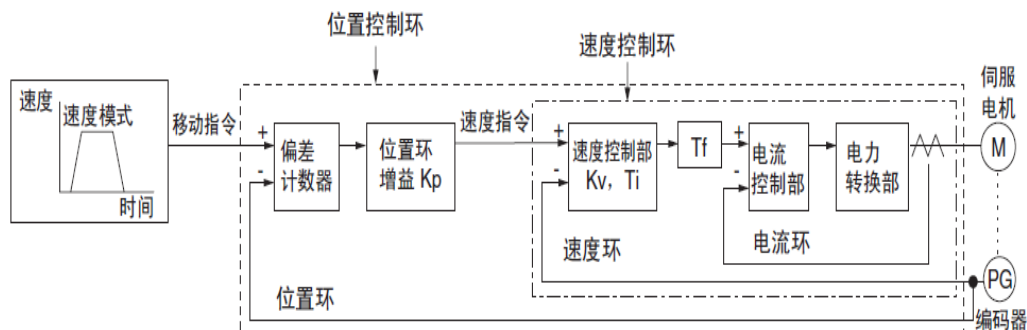 位置控制环
速度控制环
伺服
电机
速度
速度模式
时间
移动指令
+
-
偏差
计数器
位置环
增益 Kp
速度指令
+
-
速度控制部
Kv，Ti
Tf
+
-
电流
控制部
电力
转换部
M
速度环
电流环
位置环
PG
编码器